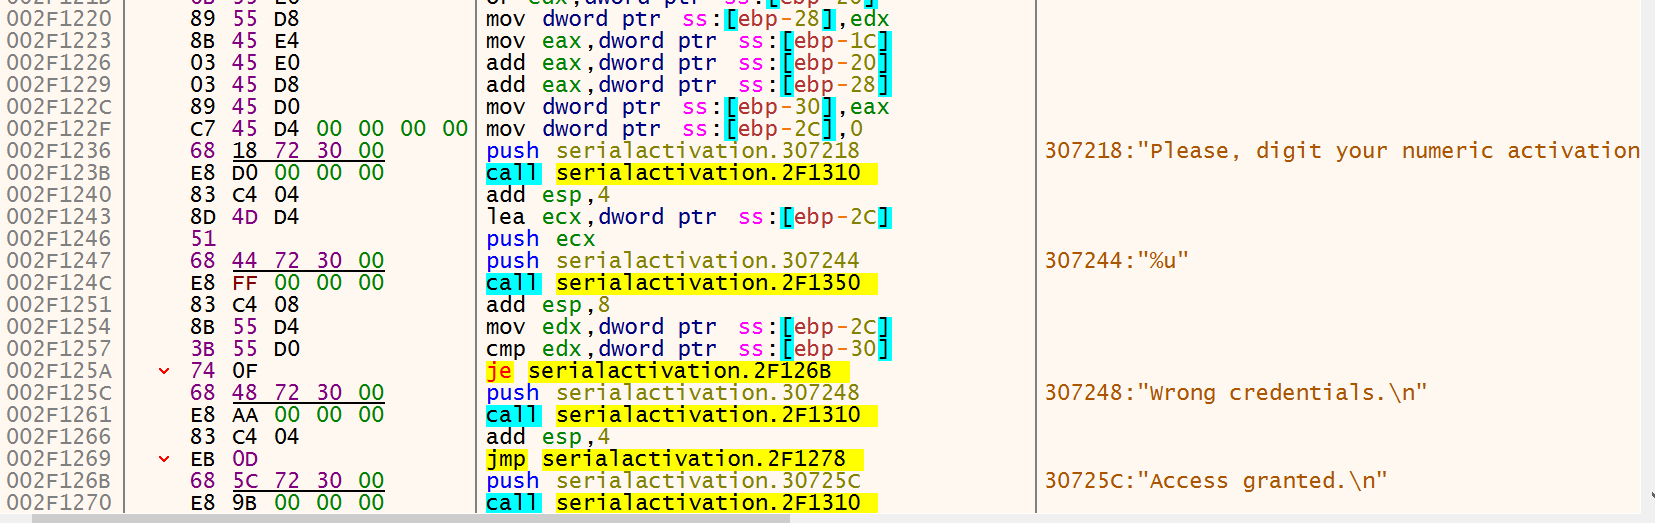 002F1220 89 55 D8 mov dword ptr ss:[ebp-28],edx
002F1223 8B 45 E4 mov eax,dword ptr ss:[ebp-1C]
002F1226 03 45 E0 add eax,dword ptr ss:[ebp-20]
002F1229 03 45 D8 add eax,dword ptr ss:[ebp-28]
002F122C 89 45 D0 mov dword ptr ss:[ebp-30],eax
002F122F C7 45 D4 00 00 00 00 mov dword ptr ss:[ebp-2C],0
002F1236 68 18 72 30 00 push serialactivation.307218 307218:"Please, digit your numeric activation
002F123B E8 D0 00 00 00 call serialactivation.2F1310
002F1240 83 C4 04 add esp,4
002F1243 8D 4D D4 lea ecx,dword ptr ss:[ebp-2C]
002F1246 51 push ecx
002F1247 68 44 72 30 00 push serialactivation.307244 307244:"%u"
002F124C E8 FF 00 00 00 call serialactivation.2F1350
002F1251 83 C4 08 add esp,8
002F1254 8B 55 D4 mov edx,dword ptr ss:[ebp-2C]
002F1257 3B 55 D0 cmp edx,dword ptr ss:[ebp-30]
002F125A 74 0F je serialactivation.2F126B
002F125C 68 48 72 30 00 push serialactivation.307248 307248:"Wrong credentials.\n"
002F1261 E8 AA 00 00 00 call serialactivation.2F1310
002F1266 83 C4 04 add esp,4
002F1269 EB 0D jmp serialactivation.2F1278
002F126B 68 5C 72 30 00 push serialactivation.30725C 30725C:"Access granted.\n"
002F1270 E8 9B 00 00 00 call serialactivation.2F1310